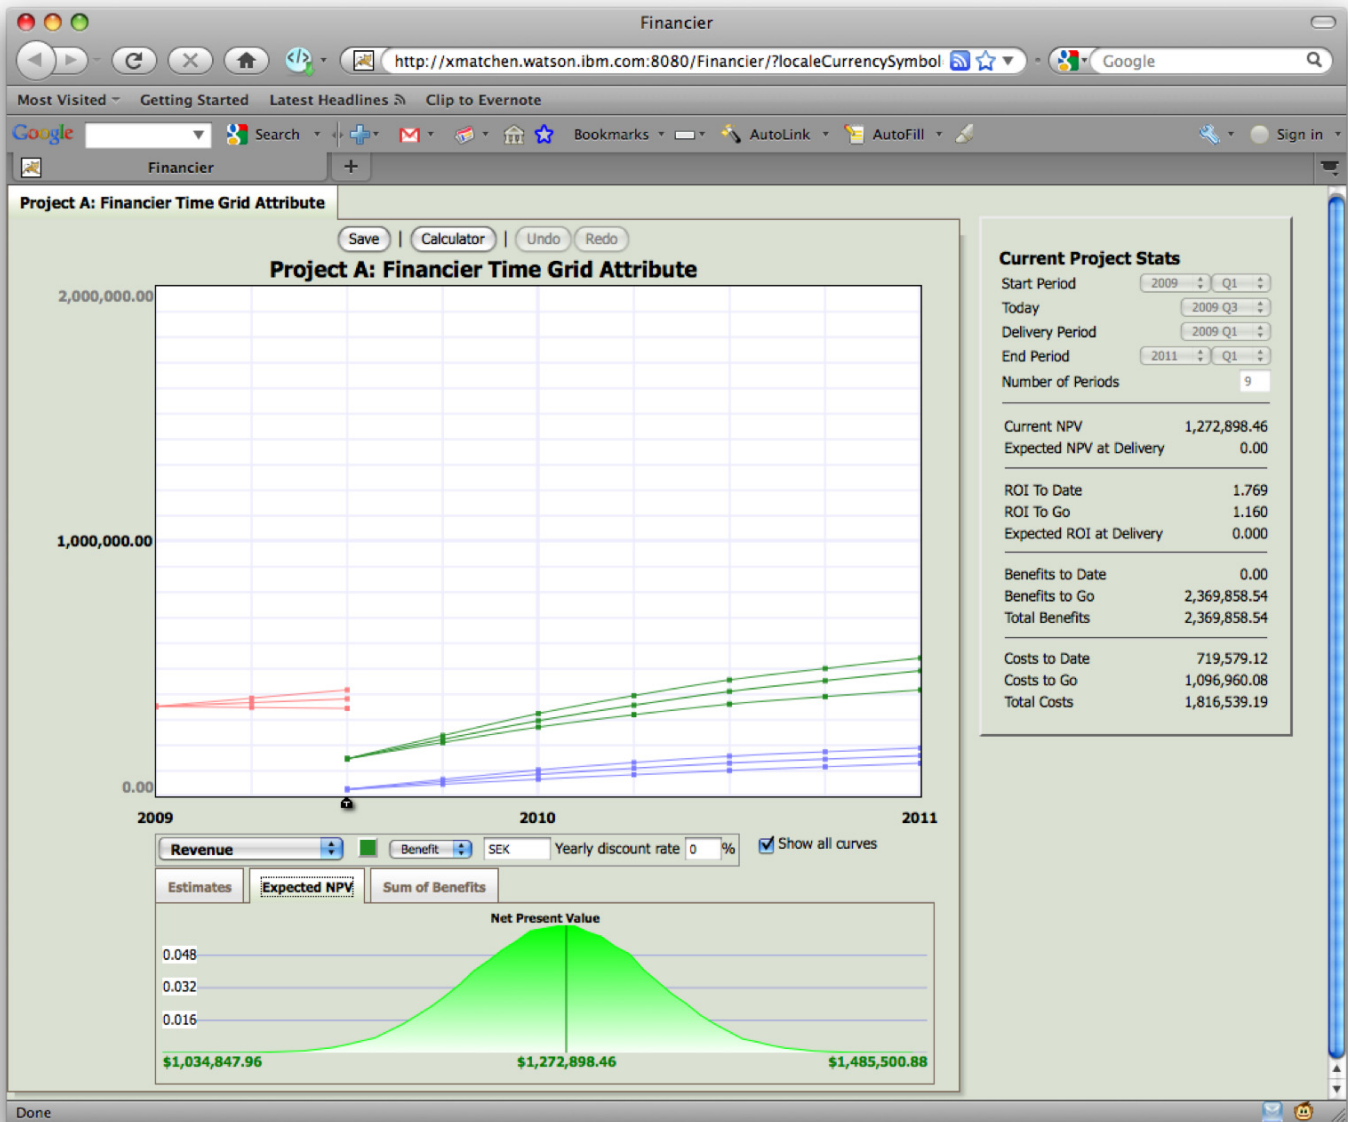 Financier
http://xmatchen.watson.ibm.com:8080/Financier/?localeCurrencySymbol
Google
Most Visited Getting Started Latest Headlines Clip to Evernote
Google Search Bookmarks AutoLink AutoFill Sign in
Financier +
Project A: Financier Time Grid Attribute
Save | Calculator | Undo Redo
Project A: Financier Time Grid Attribute
2,000,000.00
1,000,000.00
0.00
T
2009 2010 2011
Revenue Benefit SEK Yearly discount rate 0 % Show all curves
Estimates Expected NPV Sum of Benefits
Net Present Value
0.048
0.032
0.016
$1,034,847.96 $1,272,898.46 $1,485,500.88
Current Project Stats
Start Period 2009 Q1
Today 2009 Q3
Delivery Period 2009 Q1
End Period 2011 Q1
Number of Periods 9
Current NPV 1,272,898.46
Expected NPV at Delivery 0.00
ROI To Date 1.769
ROI To Go 1.160
Expected ROI at Delivery 0.000
Benefits to Date 0.00
Benefits to Go 2,369,858.54
Total Benefits 2,369,858.54
Costs to Date 719,579.12
Costs to Go 1,096,960.08
Total Costs 1,816,539.19
Done